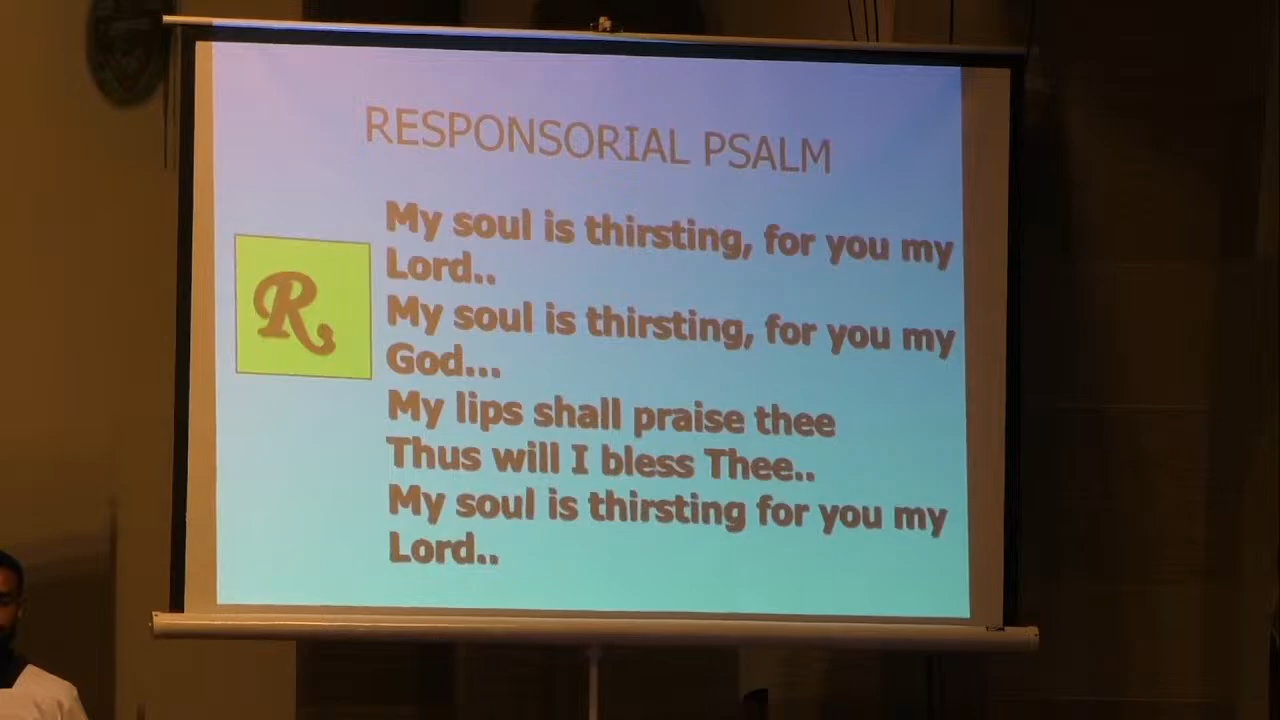 RESPONSORIAL PSALM
R.
My soul is thirsting, for you my
Lord..
My soul is thirsting, for you my
God...
My lips shall praise thee
Thus will I bless Thee..
My soul is thirsting for you my
Lord..